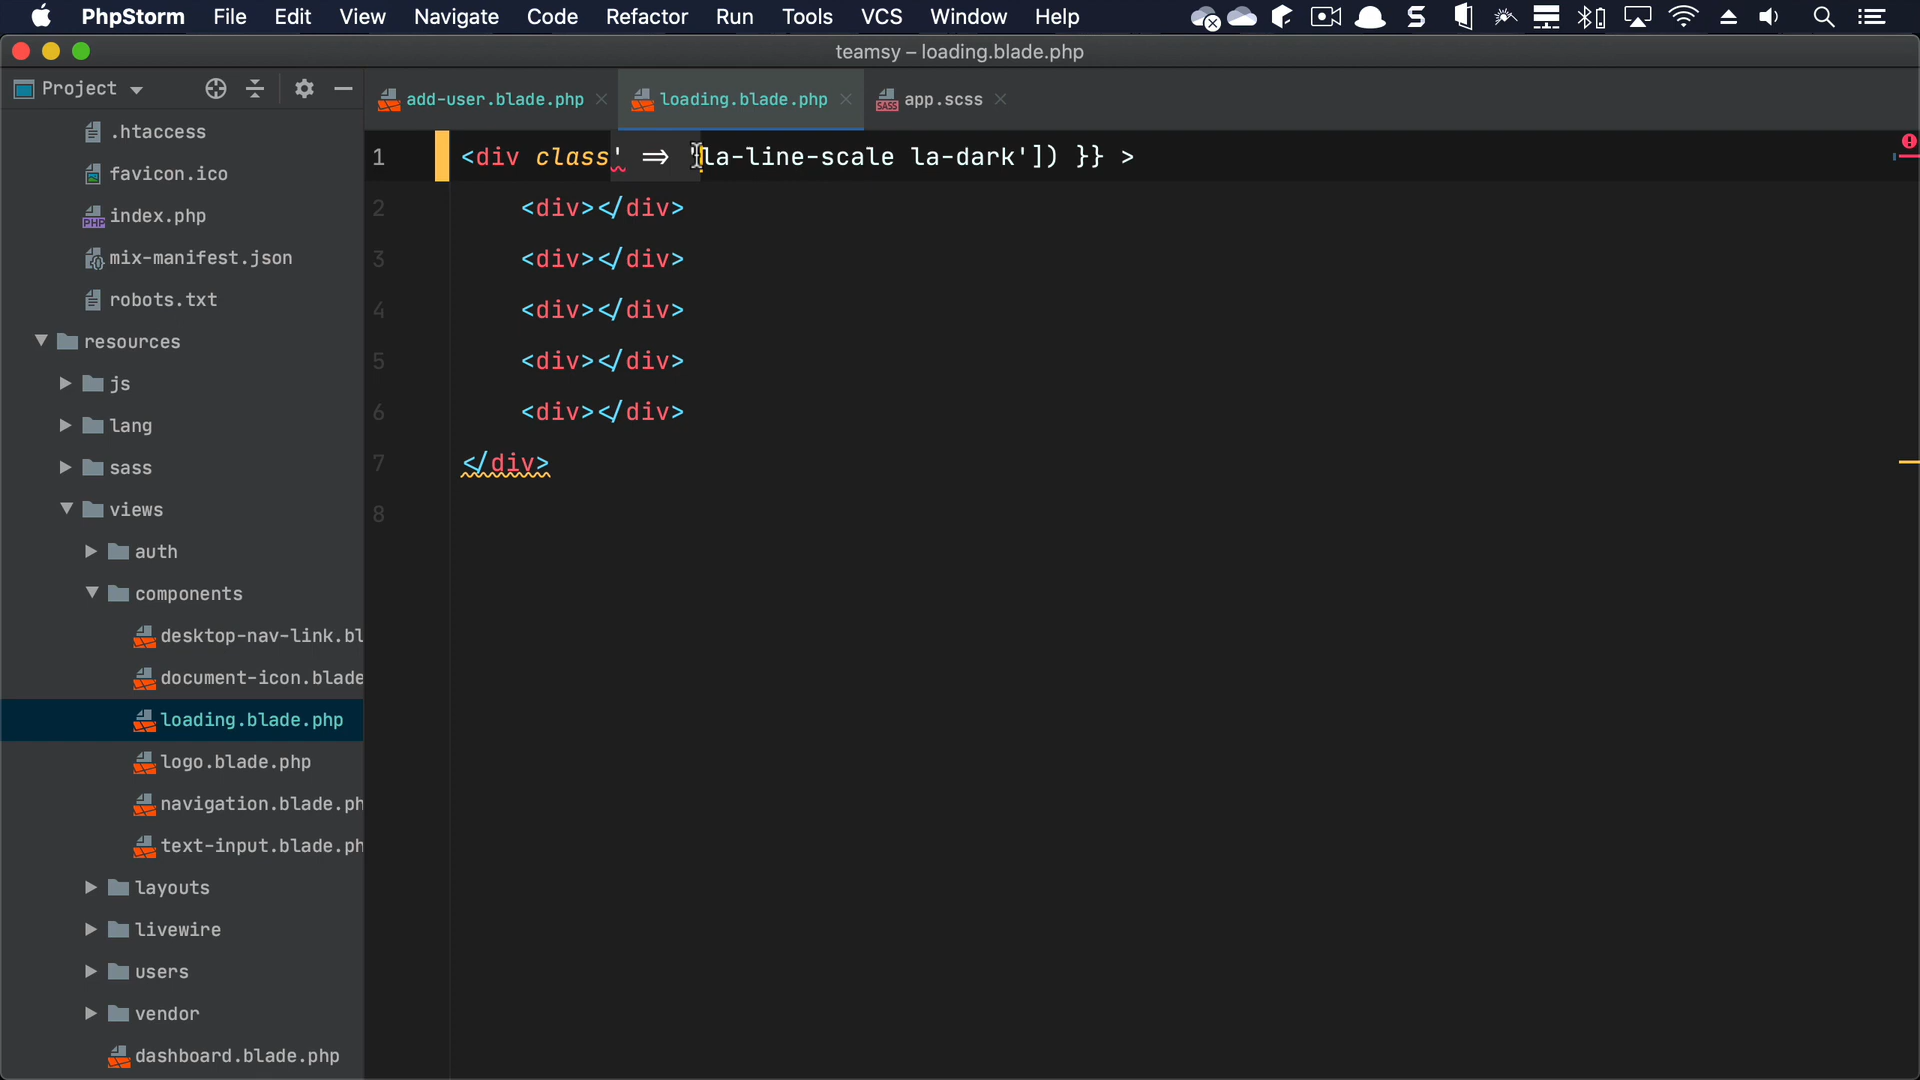 PhpStorm File Edit View Navigate Code Refactor Run Tools VCS Window Help
teamsy – loading.blade.php
Project
add-user.blade.php
loading.blade.php
app.scss
.htaccess
favicon.ico
index.php
mix-manifest.json
robots.txt
resources
js
lang
sass
views
auth
components
desktop-nav-link.bl
document-icon.blade
loading.blade.php
logo.blade.php
navigation.blade.ph
text-input.blade.ph
layouts
livewire
users
vendor
dashboard.blade.php
1 <div class' => 'la-line-scale la-dark']) }} >
2 <div></div>
3 <div></div>
4 <div></div>
5 <div></div>
6 <div></div>
7 </div>
8